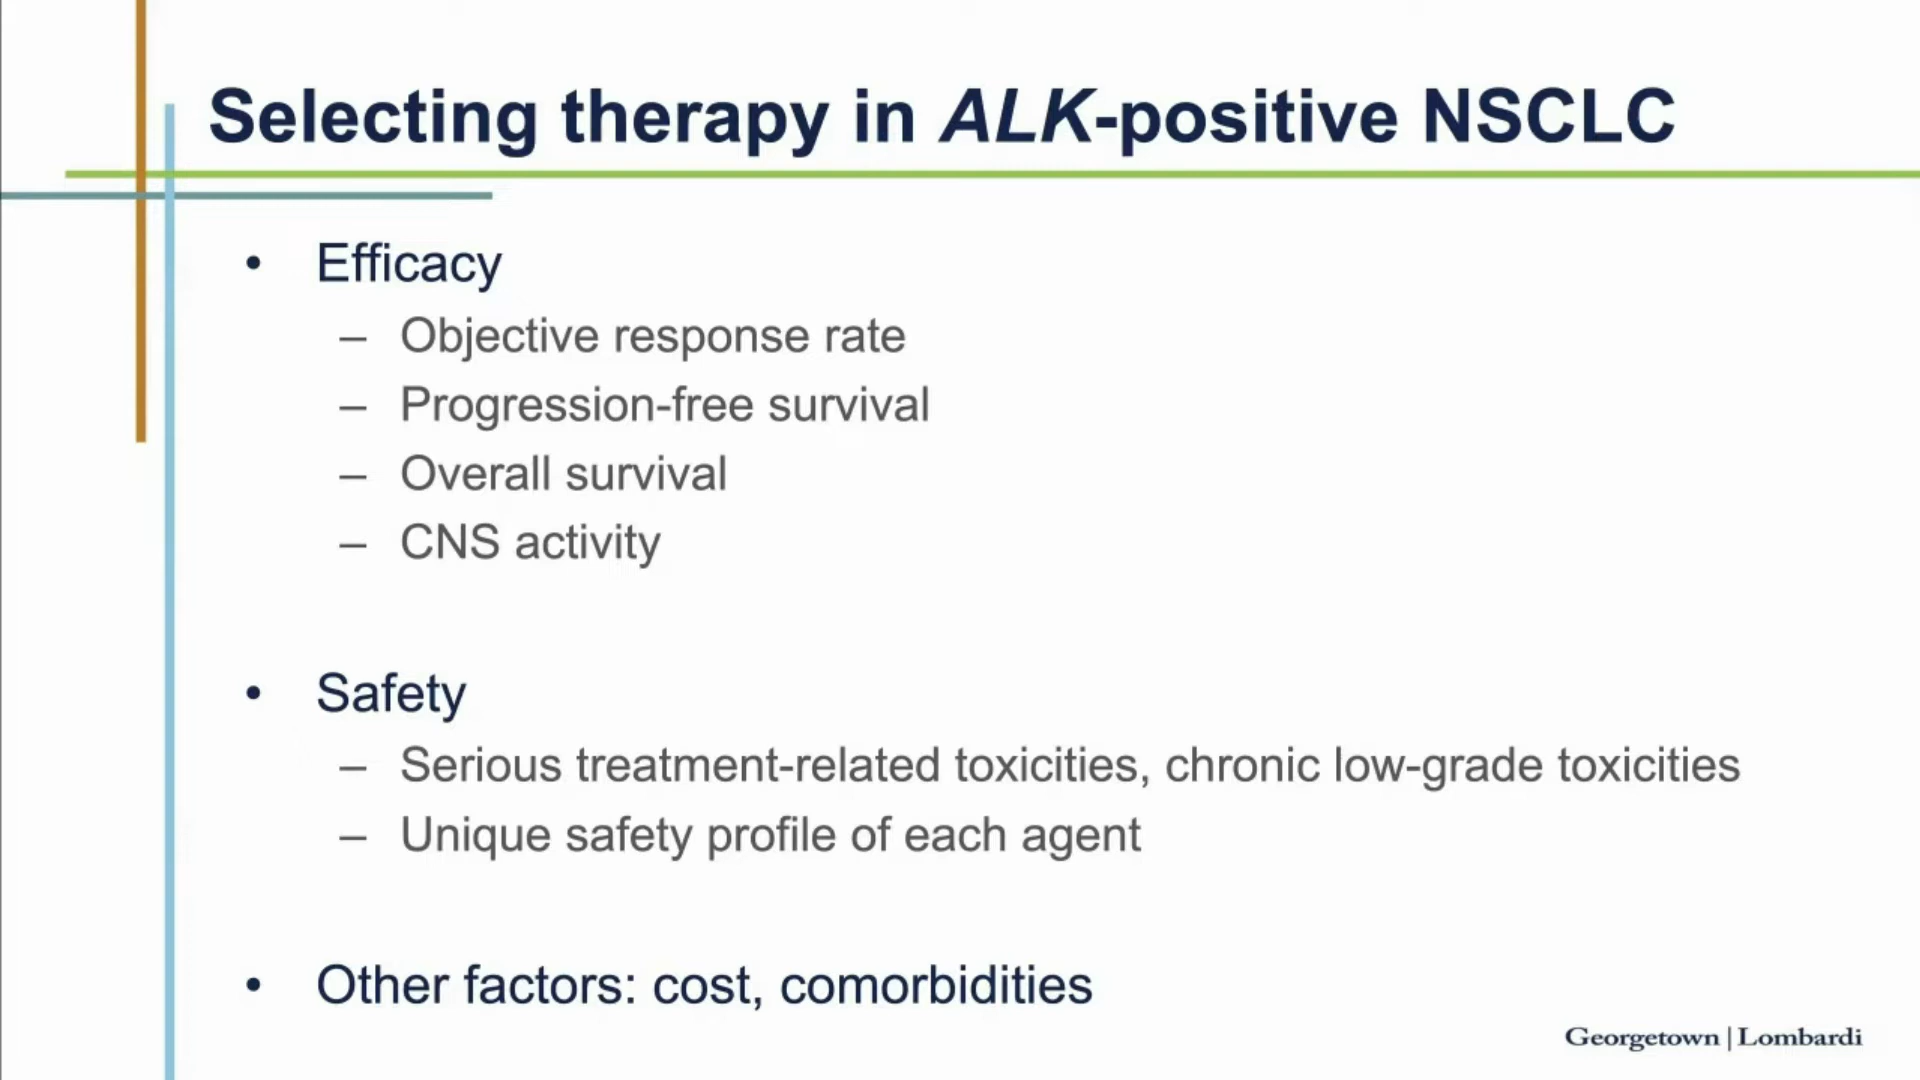 Selecting therapy in ALK-positive NSCLC
• Efficacy
– Objective response rate
– Progression-free survival
– Overall survival
– CNS activity
• Safety
– Serious treatment-related toxicities, chronic low-grade toxicities
– Unique safety profile of each agent
• Other factors: cost, comorbidities
Georgetown | Lombardi